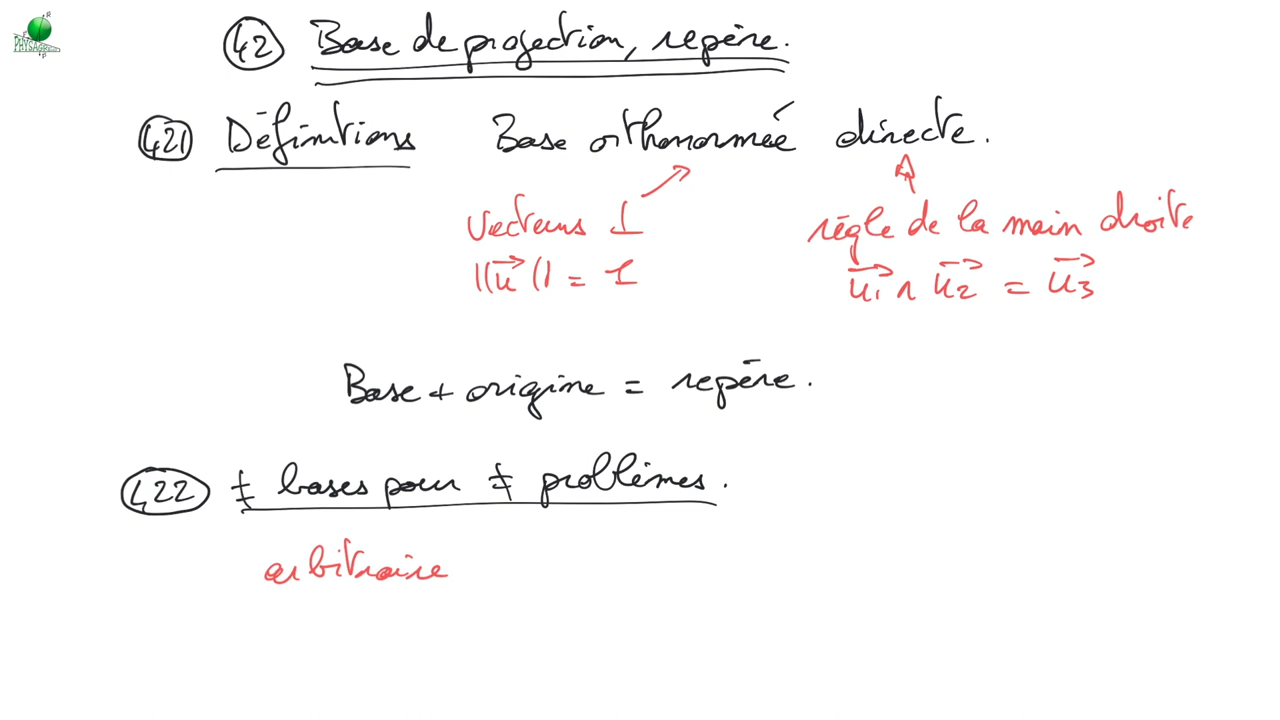 42 Base de projection, repère.
421 Définitions Base orthonormée directe.
vecteurs ⊥ règle de la main droite
||u⃗|| = 1 u⃗1 ∧ u⃗2 = u⃗3
Base + origine = repère.
422 ≠ bases pour ≠ problèmes.
arbitraire